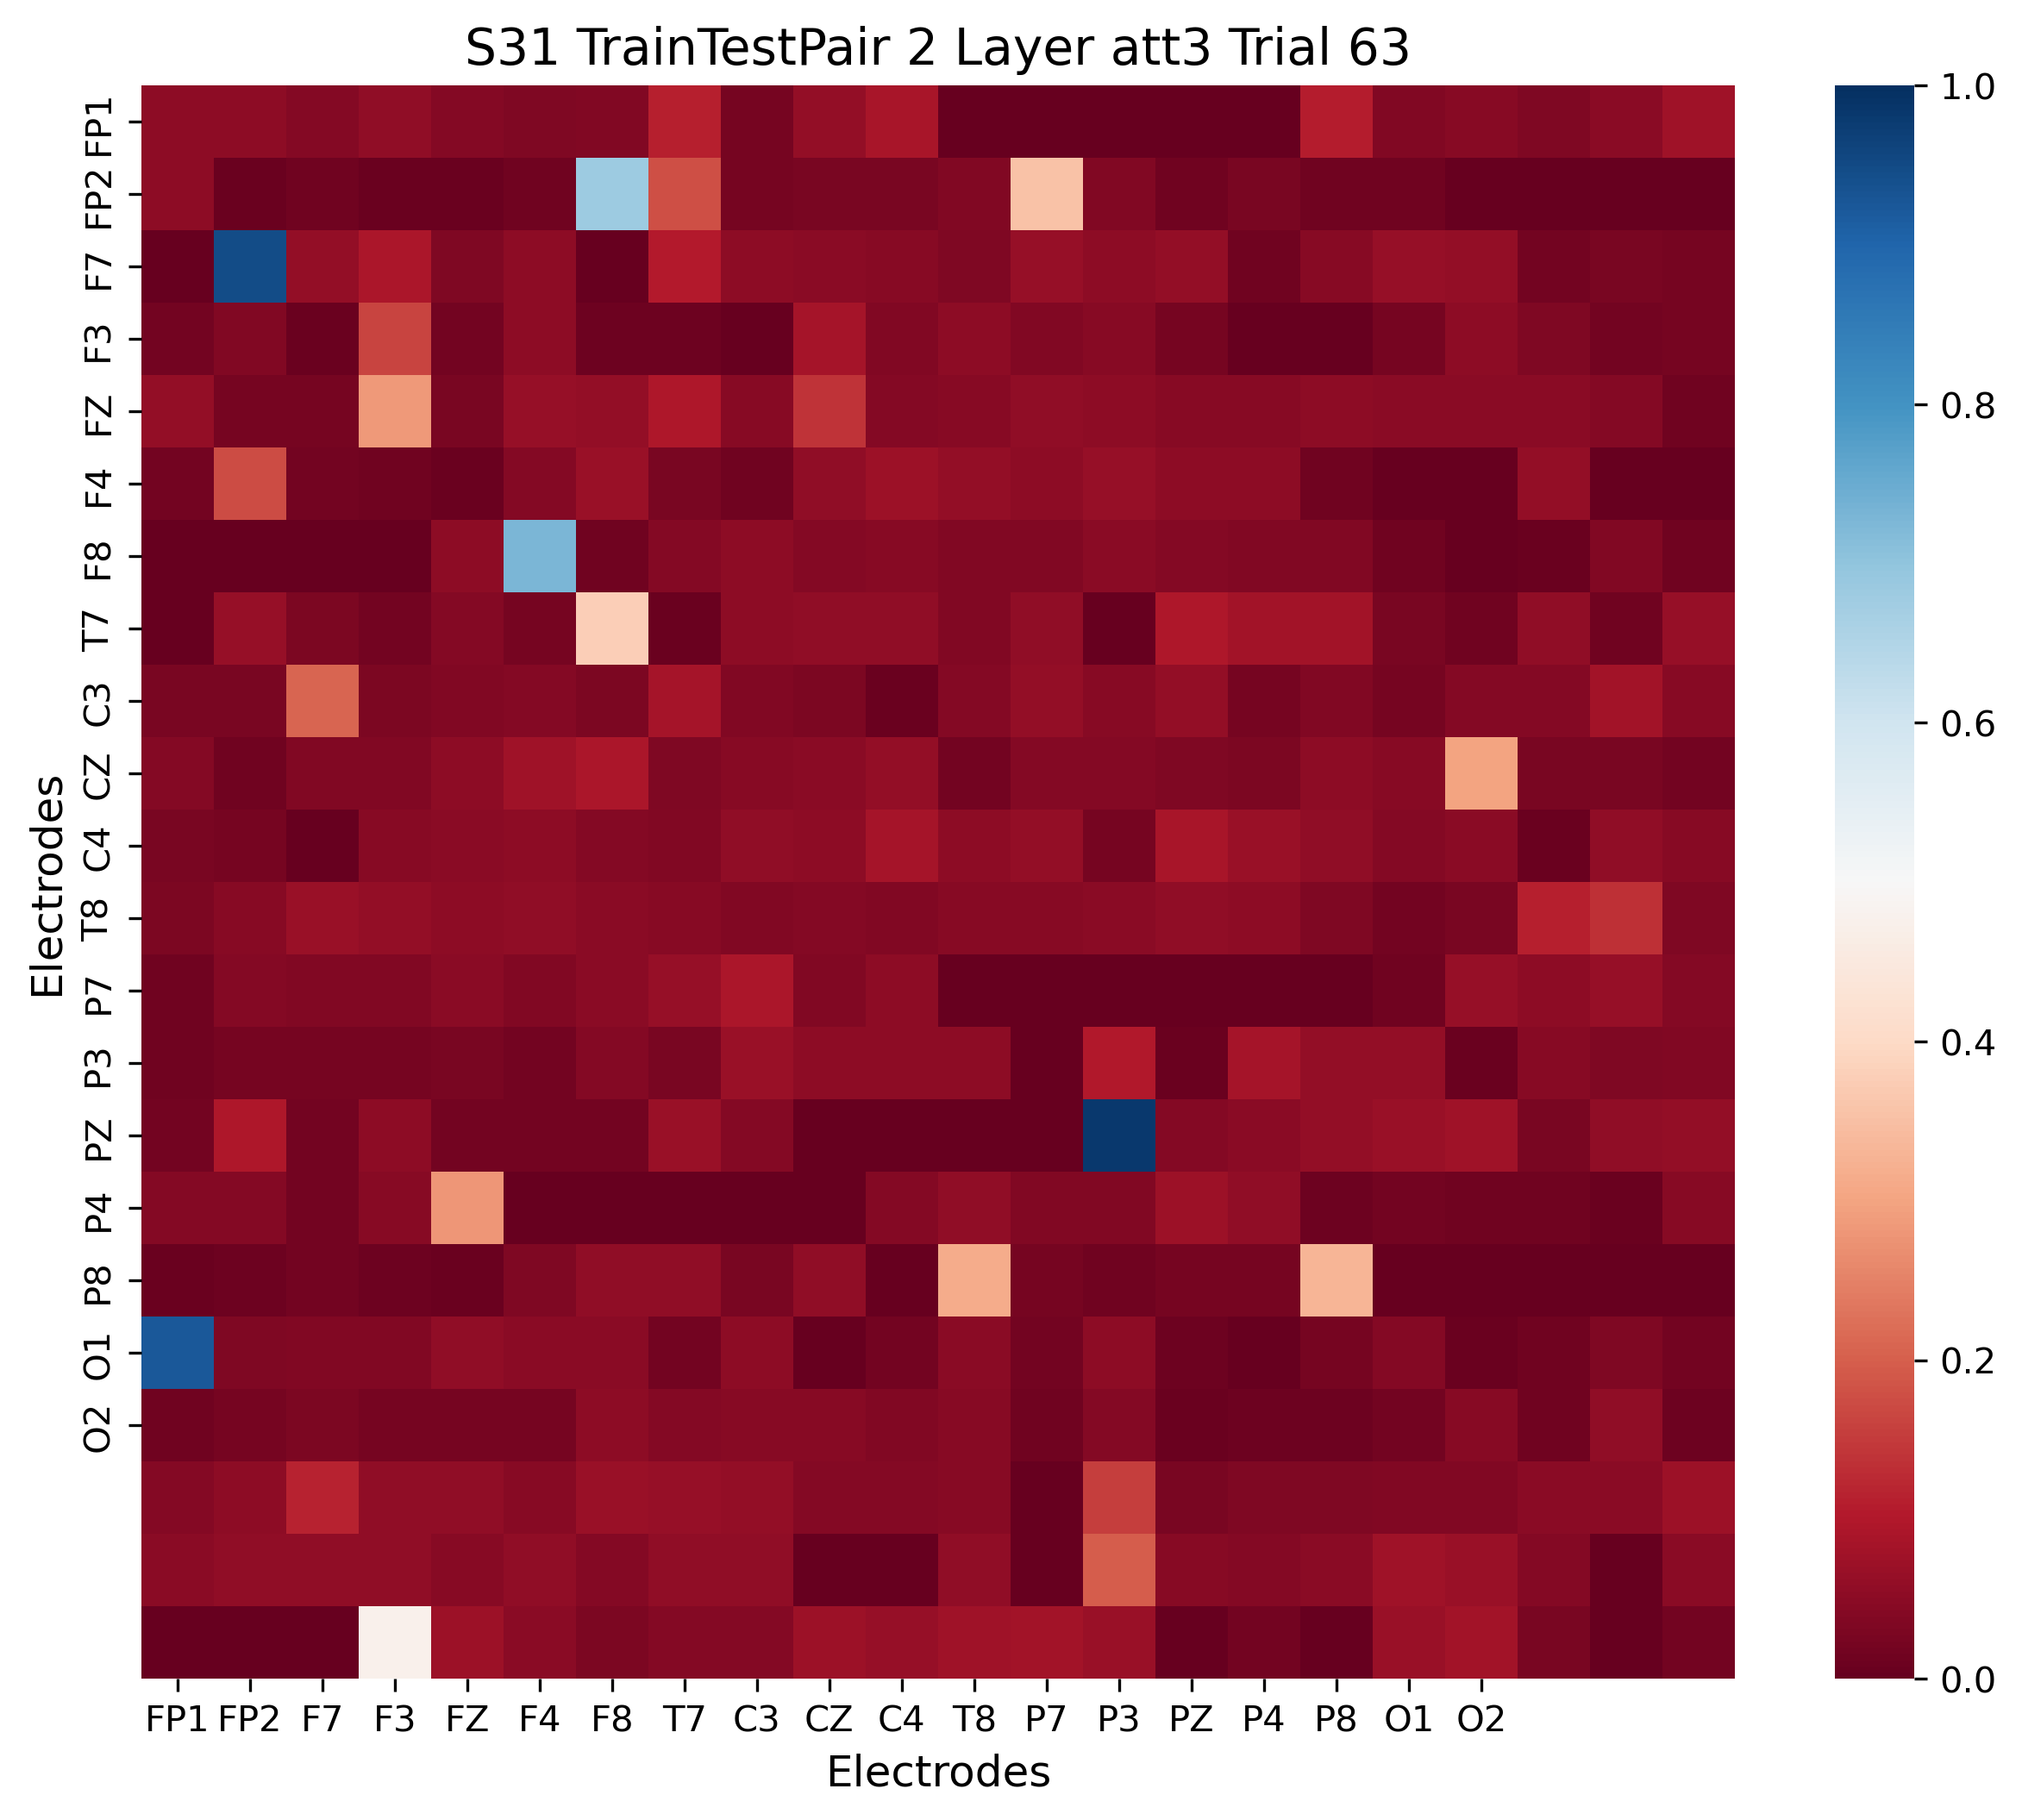 S31 TrainTestPair 2 Layer att3 Trial 63
Electrodes
FP1
FP2
F7
F3
FZ
F4
F8
T7
C3
CZ
C4
T8
P7
P3
PZ
P4
P8
O1
O2
FP1 FP2 F7 F3 FZ F4 F8 T7 C3 CZ C4 T8 P7 P3 PZ P4 P8 O1 O2
Electrodes
1.0
0.8
0.6
0.4
0.2
0.0